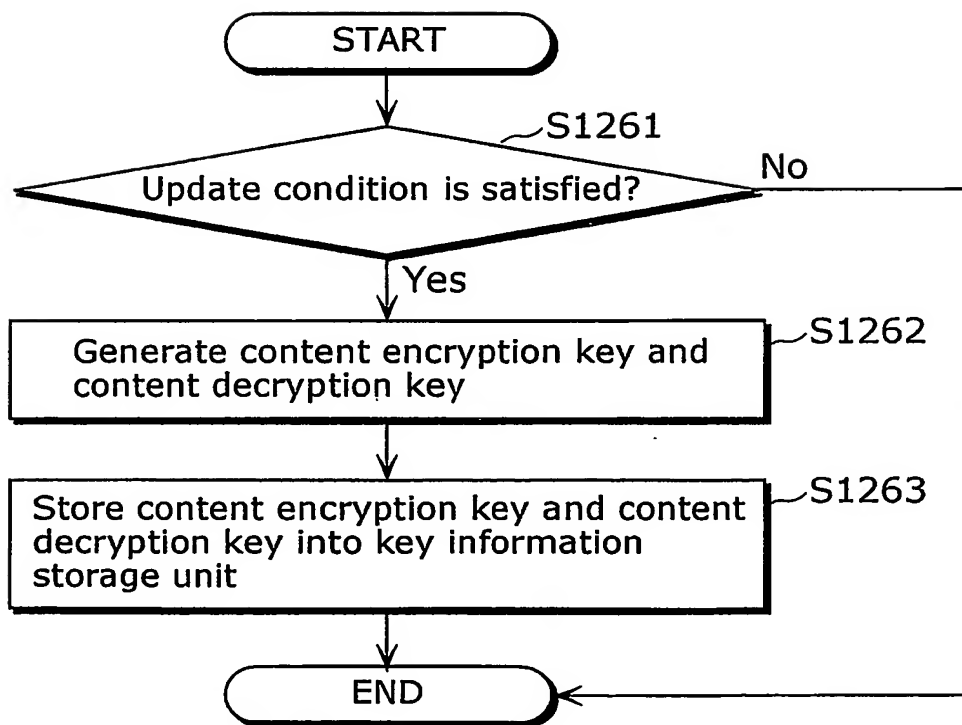 START
S1261
Update condition is satisfied?
No
Yes
S1262
Generate content encryption key and
content decryption key
S1263
Store content encryption key and content
decryption key into key information
storage unit
END